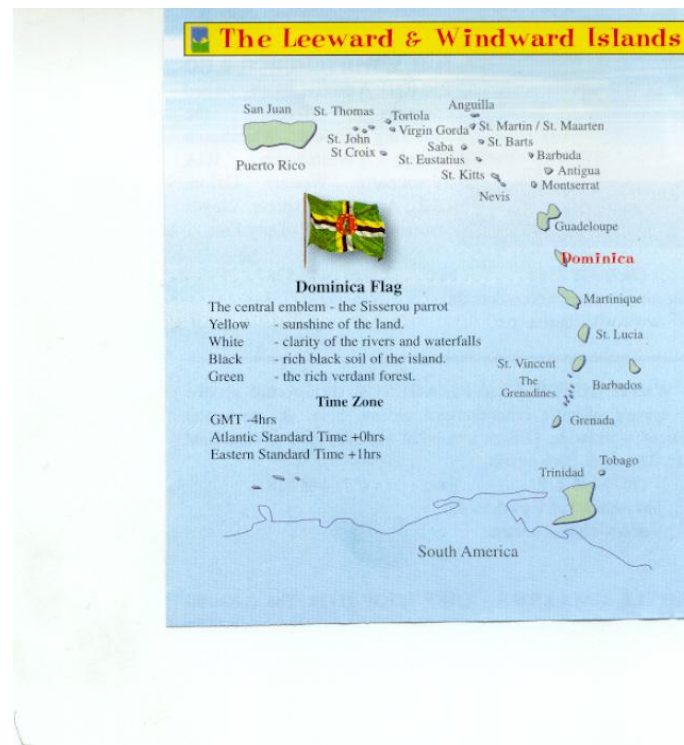 The Leeward & Windward Islands
San Juan
St. Thomas
Tortola
Anguilla
Virgin Gorda
St. Martin / St. Maarten
St. John
St Croix
Saba
St. Barts
St. Eustatius
Barbuda
Puerto Rico
St. Kitts
Antigua
Montserrat
Nevis
Guadeloupe
Dominica
Dominica Flag
The central emblem - the Sisserou parrot
Yellow - sunshine of the land.
White - clarity of the rivers and waterfalls
Black - rich black soil of the island.
Green - the rich verdant forest.
Time Zone
GMT -4hrs
Atlantic Standard Time +0hrs
Eastern Standard Time +1hrs
Martinique
St. Lucia
St. Vincent
The
Grenadines
Barbados
Grenada
Tobago
Trinidad
South America